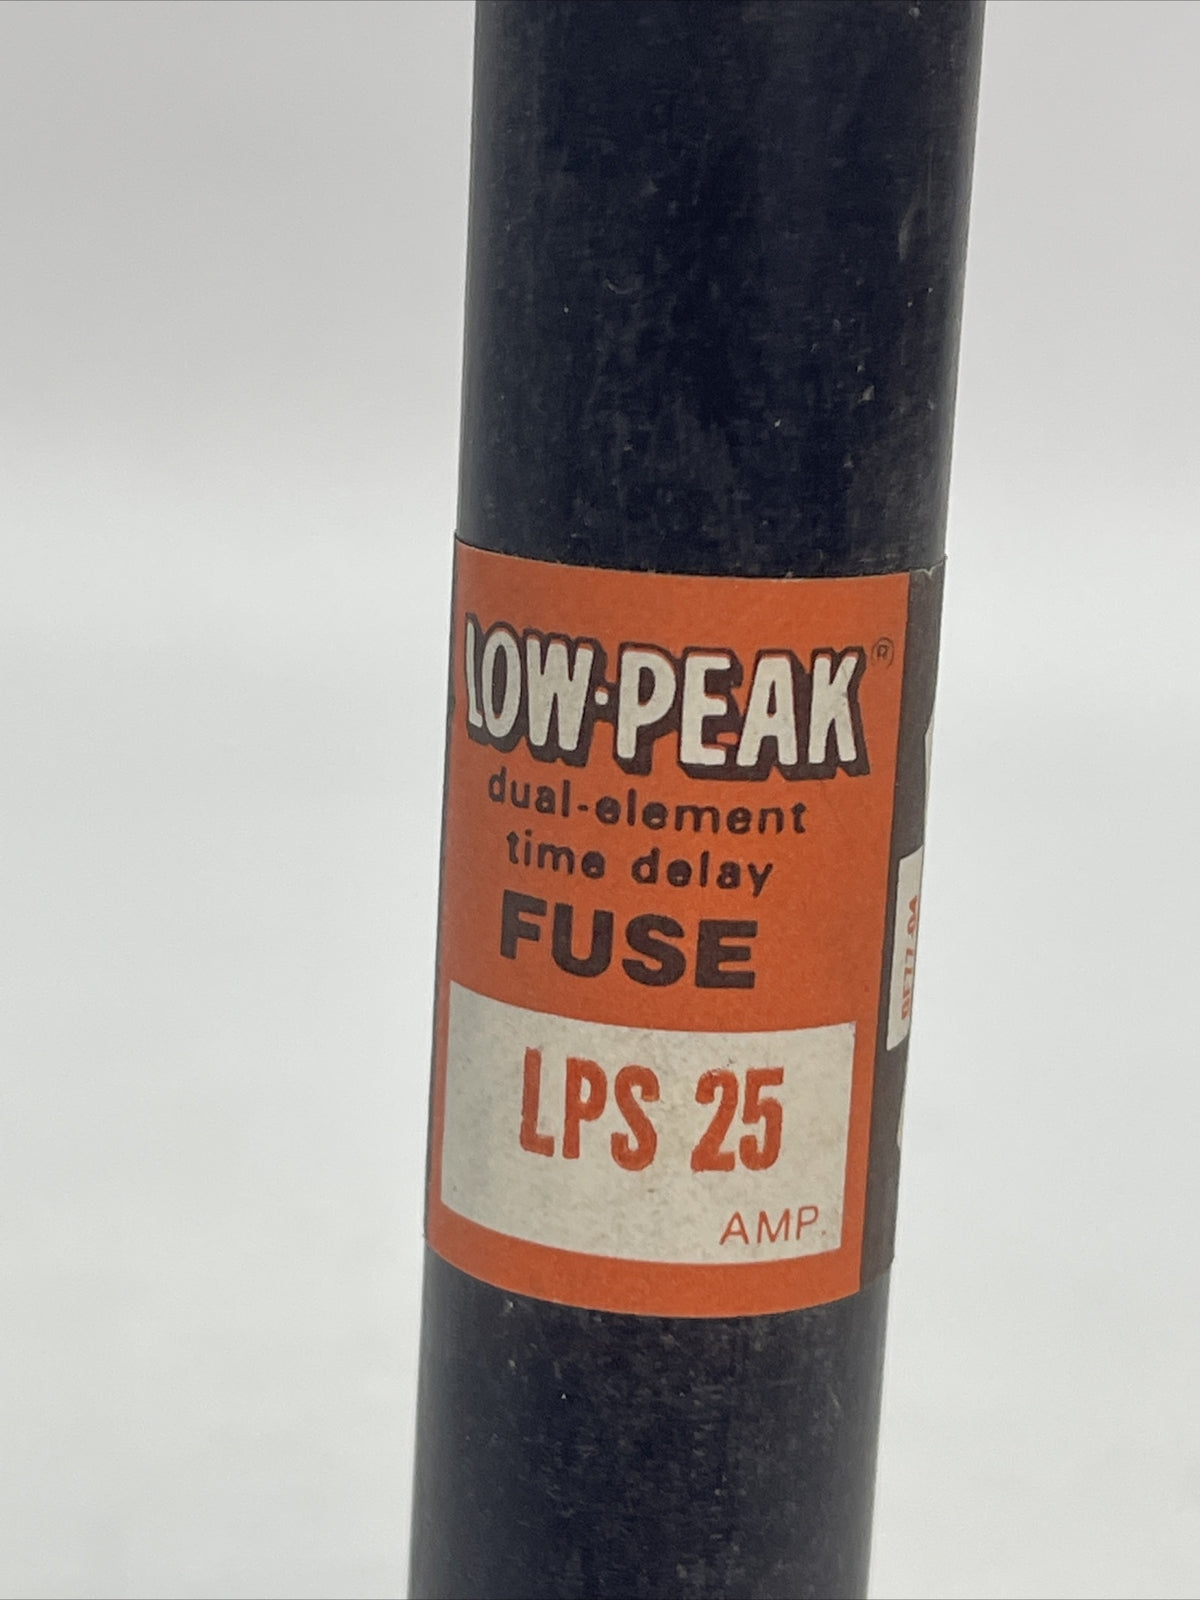 LOW-PEAK®
dual-element
time delay
FUSE
LPS 25
AMP.